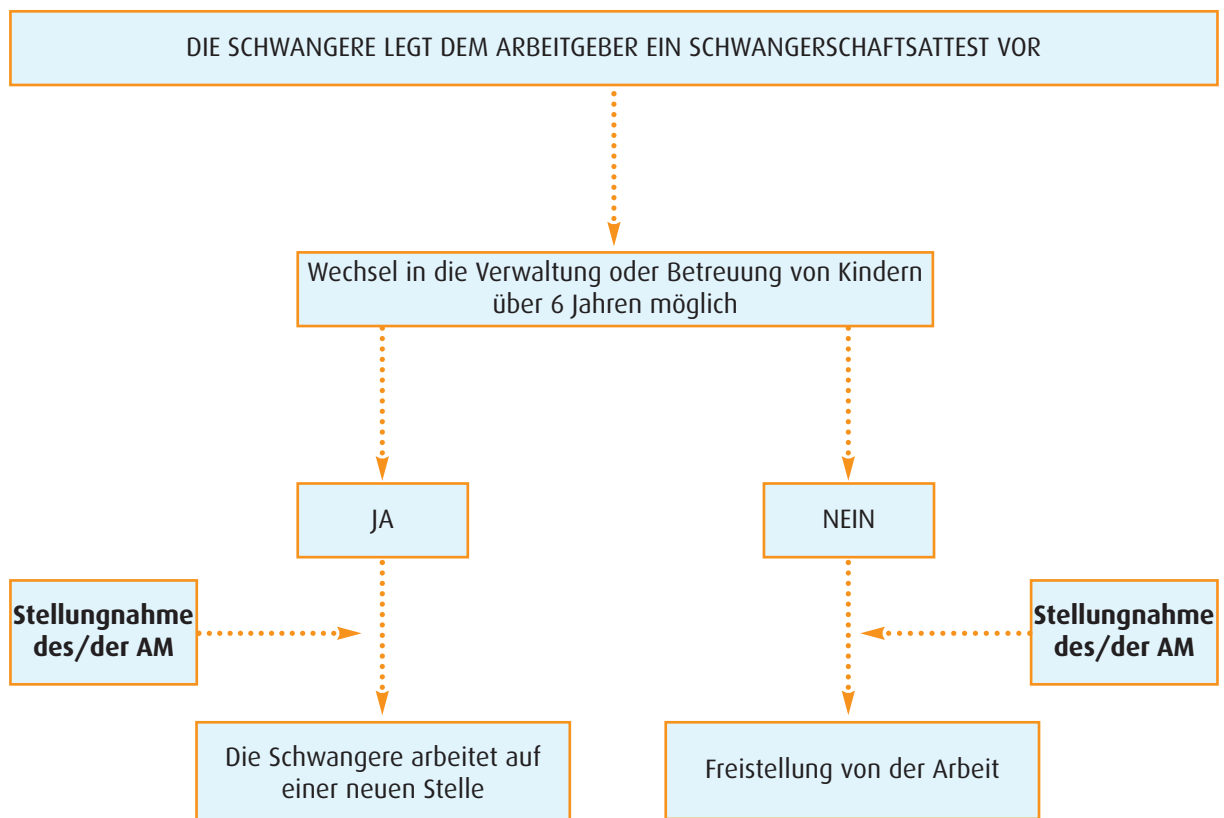 DIE SCHWANGERE LEGT DEM ARBEITGEBER EIN SCHWANGERSCHAFTSATTEST VOR
Wechsel in die Verwaltung oder Betreuung von Kindern
über 6 Jahren möglich
JA
NEIN
Stellungnahme
des/der AM
Stellungnahme
des/der AM
Die Schwangere arbeitet auf
einer neuen Stelle
Freistellung von der Arbeit